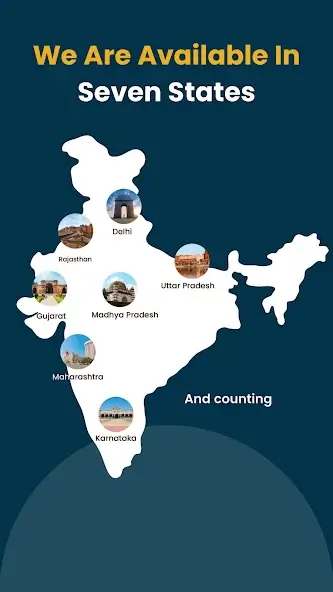 We Are Available In
Seven States
Delhi
Rajasthan
Uttar Pradesh
Gujarat
Madhya Pradesh
Maharashtra
And counting
Karnataka